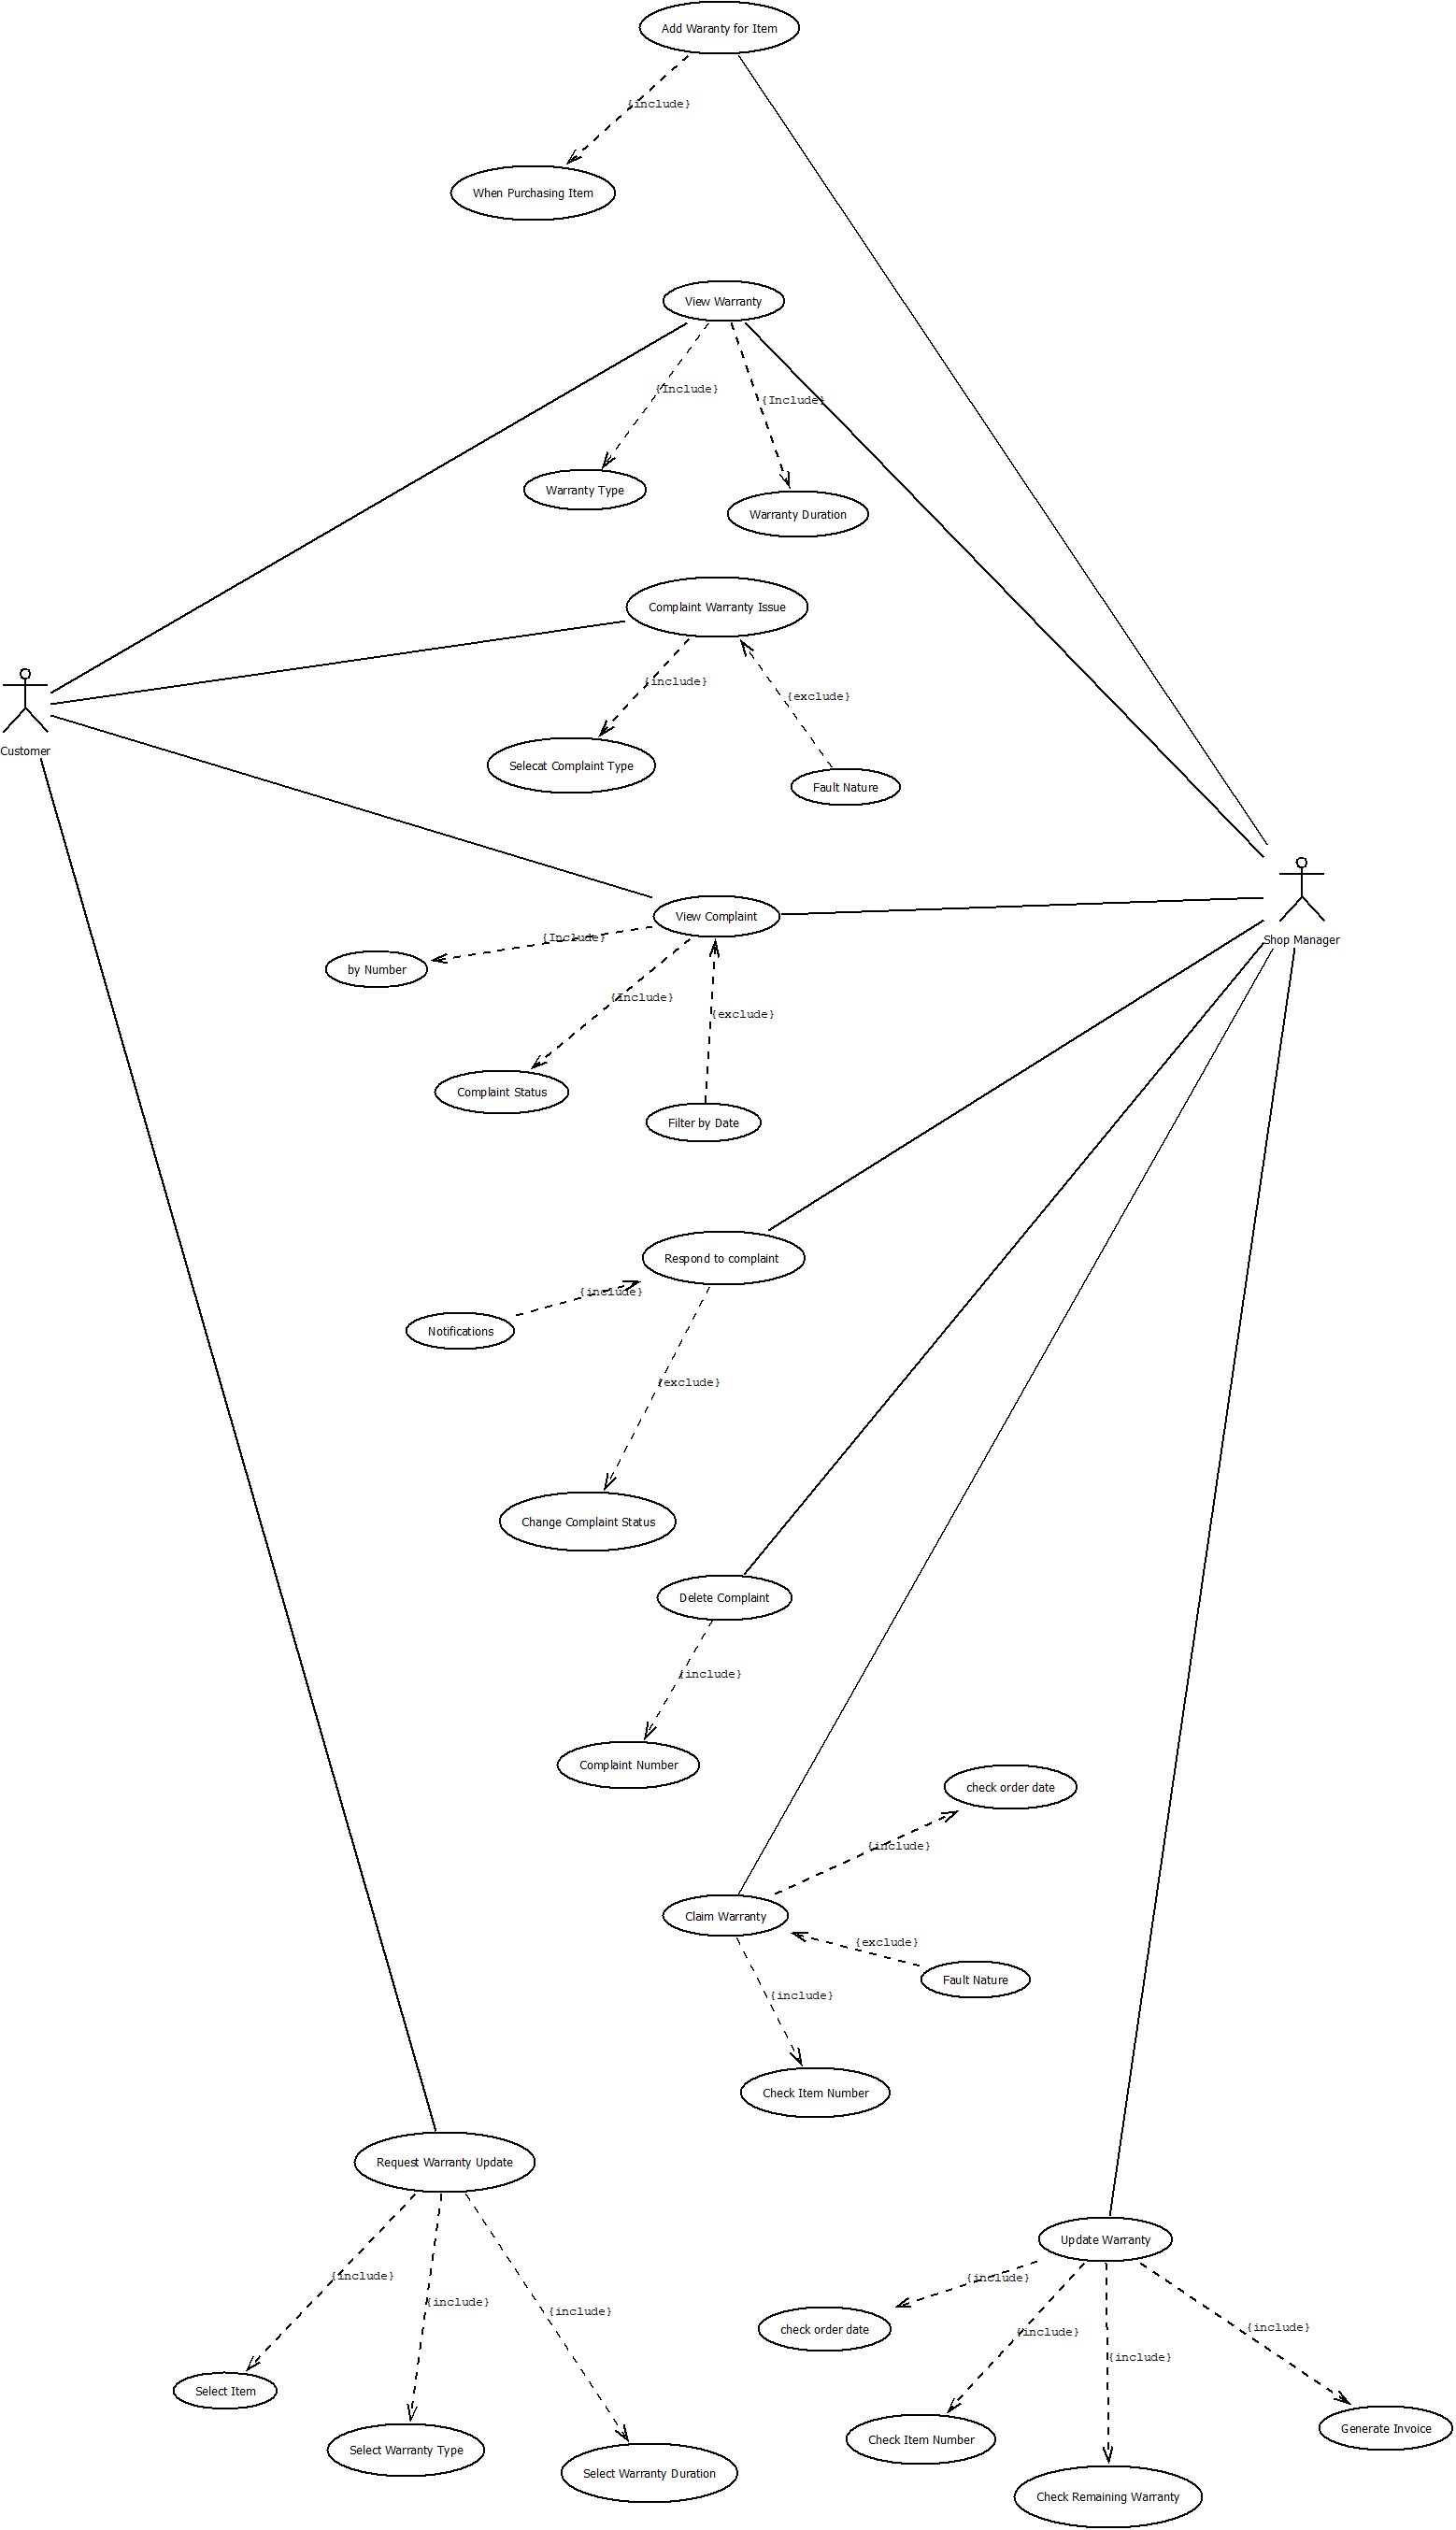 Add Waranty for Item
{include}
When Purchasing Item
View Warranty
{Include}
{Include}
Warranty Type
Warranty Duration
Complaint Warranty Issue
{include}
{exclude}
Selecat Complaint Type
Fault Nature
Customer
View Complaint
Shop Manager
{Include}
by Number
{Include}
{exclude}
Complaint Status
Filter by Date
Respond to complaint
{include}
Notifications
{exclude}
Change Complaint Status
Delete Complaint
{include}
Complaint Number
check order date
{include}
Claim Warranty
{exclude}
Fault Nature
{include}
Check Item Number
Request Warranty Update
Update Warranty
{include}
{include}
{include}
{include}
{include}
{include}
{include}
check order date
Select Item
Select Warranty Type
Select Warranty Duration
Check Item Number
Generate Invoice
Check Remaining Warranty